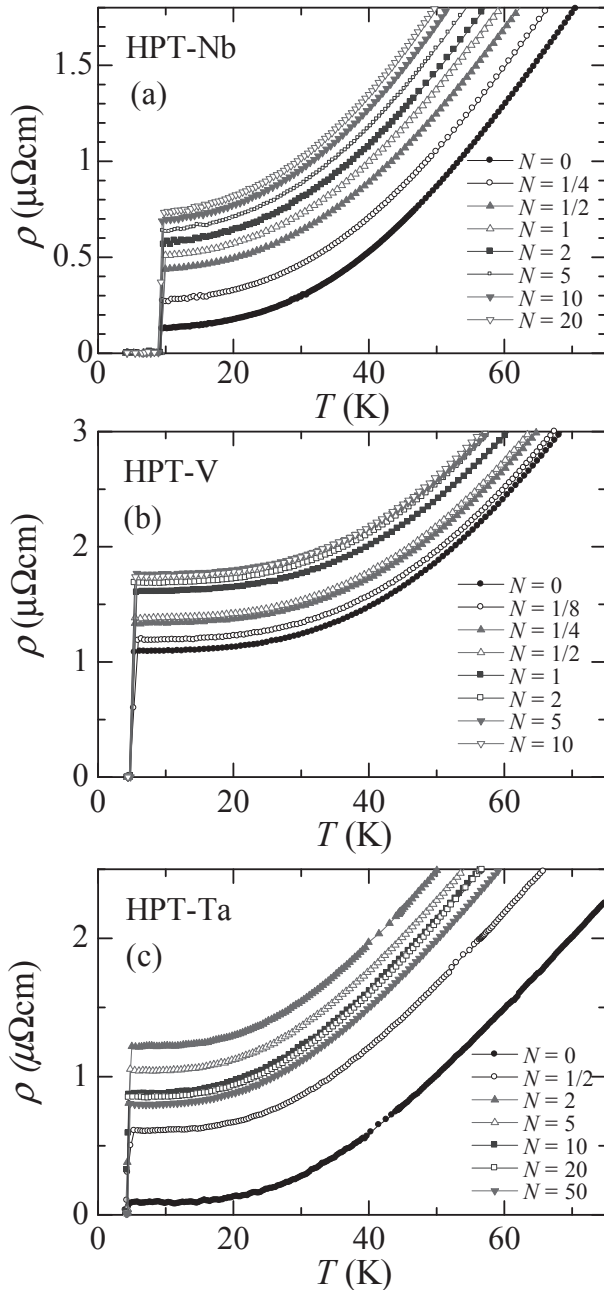 HPT-Nb
(a)
ρ (μΩcm)
1.5
1
0.5
0
N = 0
N = 1/4
N = 1/2
N = 1
N = 2
N = 5
N = 10
N = 20
0 20 40 60
T (K)
HPT-V
(b)
ρ (μΩcm)
3
2
1
0
N = 0
N = 1/8
N = 1/4
N = 1/2
N = 1
N = 2
N = 5
N = 10
0 20 40 60
T (K)
HPT-Ta
(c)
ρ (μΩcm)
2
1
0
N = 0
N = 1/2
N = 2
N = 5
N = 10
N = 20
N = 50
0 20 40 60
T (K)